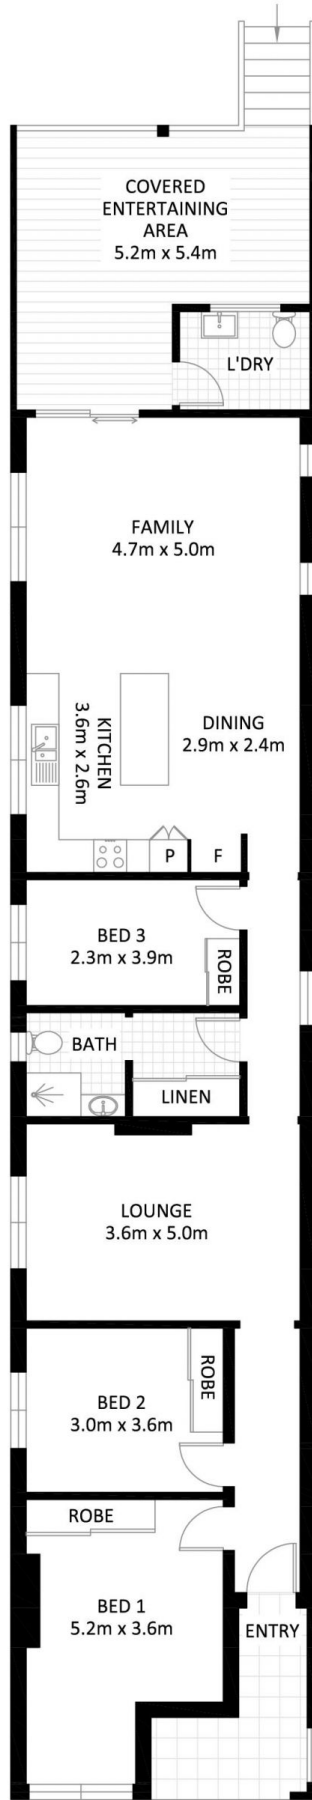 COVERED
ENTERTAINING
AREA
5.2m x 5.4m
L'DRY
FAMILY
4.7m x 5.0m
KITCHEN
3.6m x 2.6m
DINING
2.9m x 2.4m
P
F
BED 3
2.3m x 3.9m
ROBE
BATH
LINEN
LOUNGE
3.6m x 5.0m
BED 2
3.0m x 3.6m
ROBE
ROBE
BED 1
5.2m x 3.6m
ENTRY